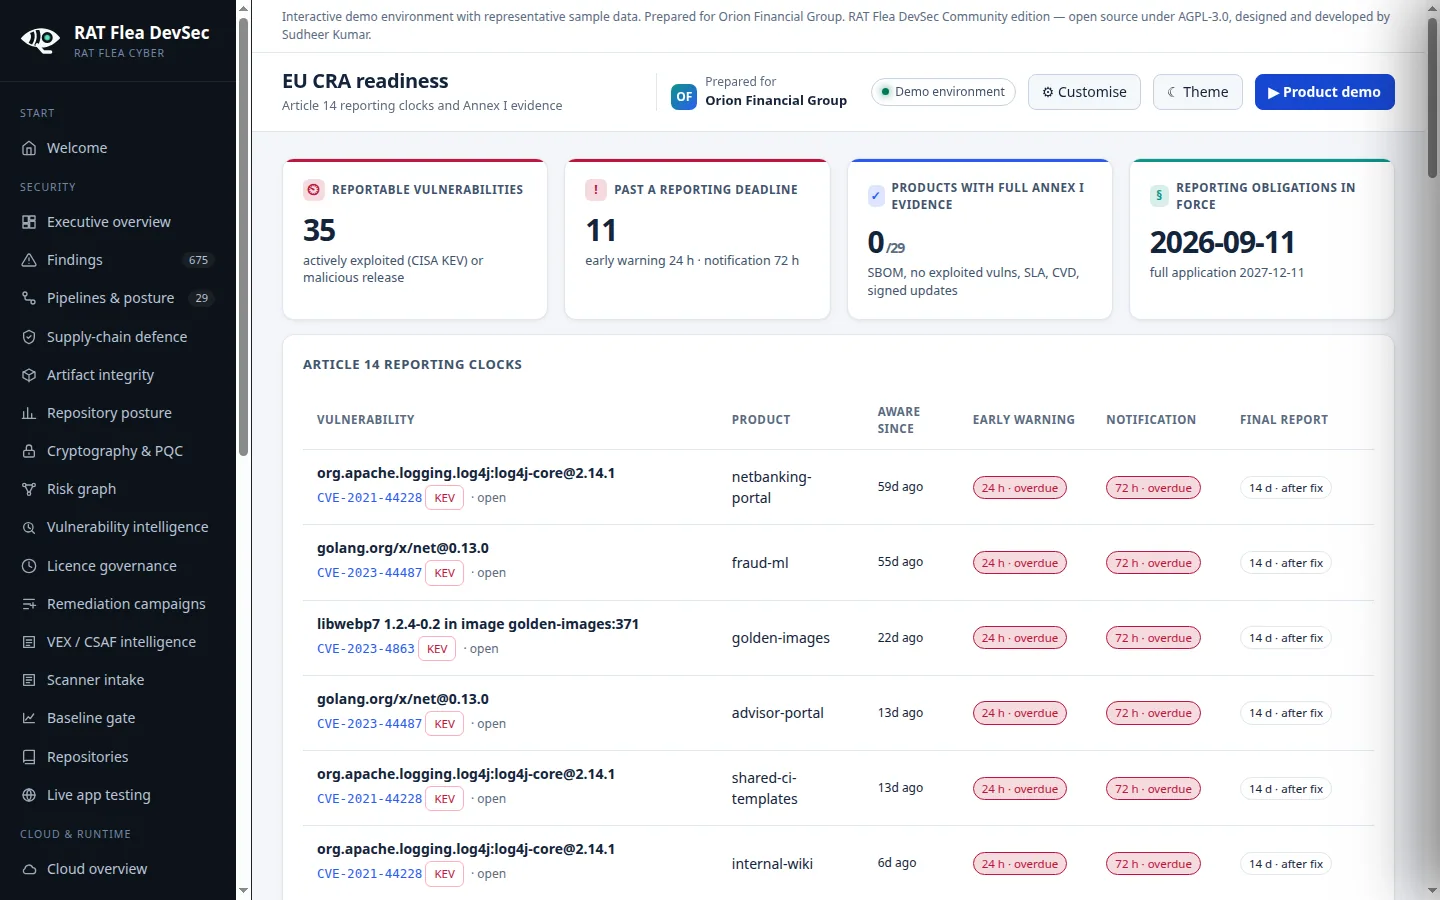 RAT Flea DevSec
RAT FLEA CYBER
START
Welcome
SECURITY
Executive overview
Findings 675
Pipelines & posture 29
Supply-chain defence
Artifact integrity
Repository posture
Cryptography & PQC
Risk graph
Vulnerability intelligence
Licence governance
Remediation campaigns
VEX / CSAF intelligence
Scanner intake
Baseline gate
Repositories
Live app testing
CLOUD & RUNTIME
Cloud overview
Interactive demo environment with representative sample data. Prepared for Orion Financial Group. RAT Flea DevSec Community edition — open source under AGPL-3.0, designed and developed by
Sudheer Kumar.
EU CRA readiness
Article 14 reporting clocks and Annex I evidence
OF
Prepared for
Orion Financial Group
Demo environment
⚙ Customise
☾ Theme
▶ Product demo
REPORTABLE VULNERABILITIES
35
actively exploited (CISA KEV) or
malicious release
! PAST A REPORTING DEADLINE
11
early warning 24 h · notification 72 h
✓ PRODUCTS WITH FULL ANNEX I
EVIDENCE
0/29
SBOM, no exploited vulns, SLA, CVD,
signed updates
§ REPORTING OBLIGATIONS IN
FORCE
2026-09-11
full application 2027-12-11
ARTICLE 14 REPORTING CLOCKS
VULNERABILITY PRODUCT AWARE SINCE EARLY WARNING NOTIFICATION FINAL REPORT
org.apache.logging.log4j:log4j-core@2.14.1
CVE-2021-44228 KEV · open
netbanking-
portal
59d ago 24 h · overdue 72 h · overdue 14 d · after fix
golang.org/x/net@0.13.0
CVE-2023-44487 KEV · open
fraud-ml 55d ago 24 h · overdue 72 h · overdue 14 d · after fix
libwebp7 1.2.4-0.2 in image golden-images:371
CVE-2023-4863 KEV · open
golden-images 22d ago 24 h · overdue 72 h · overdue 14 d · after fix
golang.org/x/net@0.13.0
CVE-2023-44487 KEV · open
advisor-portal 13d ago 24 h · overdue 72 h · overdue 14 d · after fix
org.apache.logging.log4j:log4j-core@2.14.1
CVE-2021-44228 KEV · open
shared-ci-
templates
13d ago 24 h · overdue 72 h · overdue 14 d · after fix
org.apache.logging.log4j:log4j-core@2.14.1
CVE-2021-44228 KEV · open
internal-wiki 6d ago 24 h · overdue 72 h · overdue 14 d · after fix